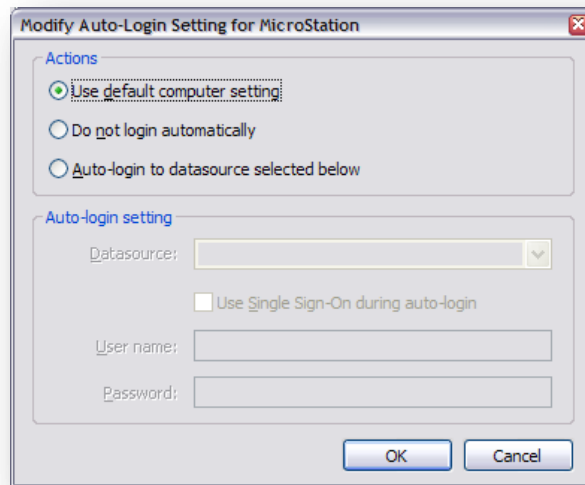 Modify Auto-Login Setting for MicroStation
Actions
Use default computer setting
Do not login automatically
Auto-login to datasource selected below
Auto-login setting
Datasource:
Use Single Sign-On during auto-login
User name:
Password:
OK Cancel